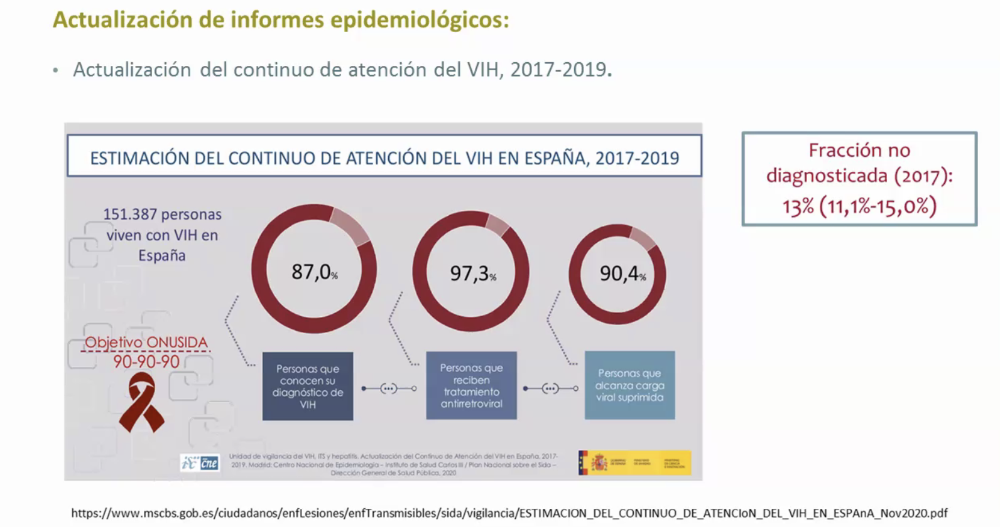 Actualización de informes epidemiológicos:
• Actualización del continuo de atención del VIH, 2017-2019.
ESTIMACIÓN DEL CONTINUO DE ATENCIÓN DEL VIH EN ESPAÑA, 2017-2019
Fracción no
diagnosticada (2017):
13% (11,1%-15,0%)
151.387 personas
viven con VIH en
España
87,0%
97,3%
90,4%
Objetivo ONUSIDA
90-90-90
Personas que
conocen su
diagnóstico de
VIH
Personas que
reciben
tratamiento
antirretroviral
Personas que
alcanza carga
viral suprimida
cne
Unidad de vigilancia del VIH, ITS y hepatitis. Actualización del Continuo de Atención del VIH en España, 2017-
2019. Madrid: Centro Nacional de Epidemiología – Instituto de Salud Carlos III / Plan Nacional sobre el Sida –
Dirección General de Salud Pública, 2020
https://www.mscbs.gob.es/ciudadanos/enfLesiones/enfTransmisibles/sida/vigilancia/ESTIMACION_DEL_CONTINUO_DE_ATENCIoN_DEL_VIH_EN_ESPAnA_Nov2020.pdf